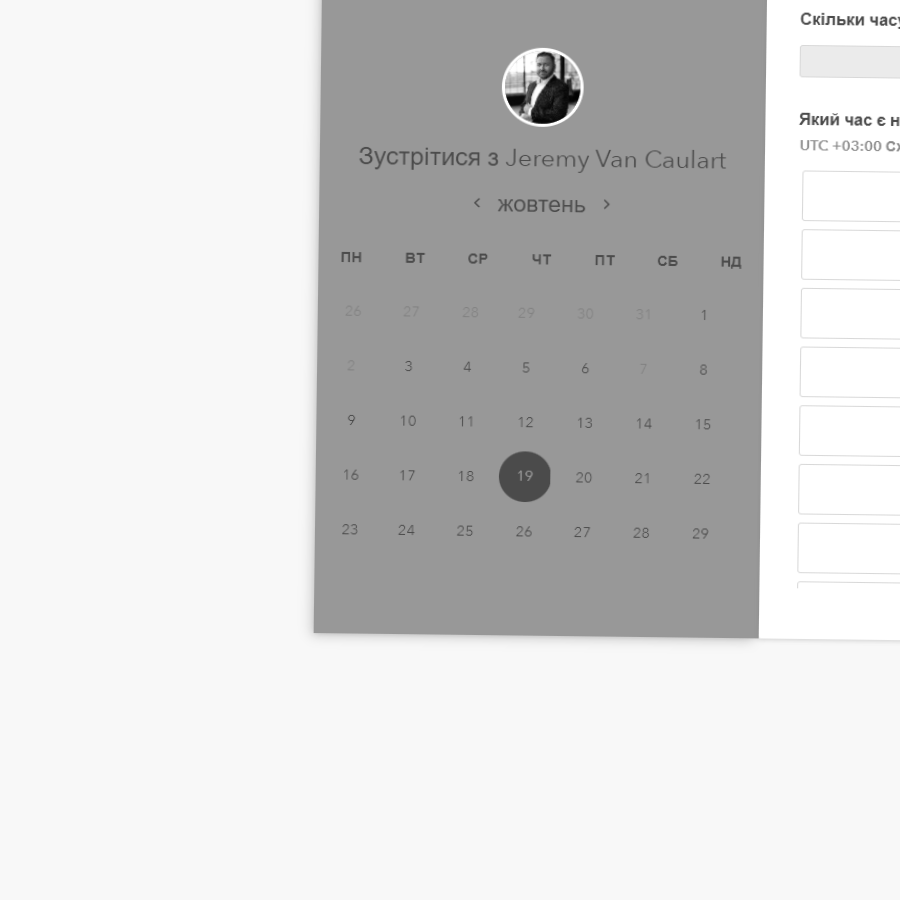 Скільки часу
Який час є н
UTC +03:00 Сх
Зустрітися з Jeremy Van Caulart
‹ жовтень ›
ПН ВТ СР ЧТ ПТ СБ НД
26 27 28 29 30 31 1
2 3 4 5 6 7 8
9 10 11 12 13 14 15
16 17 18 19 20 21 22
23 24 25 26 27 28 29